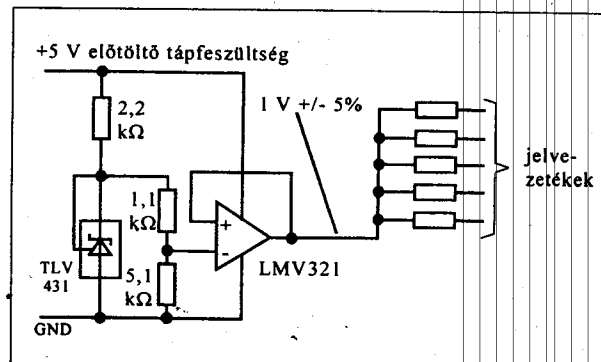 +5 V előtöltő tápfeszültség
2,2
kΩ
1 V +/- 5%
jelve-
zetékek
1,1
kΩ
+
-
LMV321
TLV
431
5,1
kΩ
GND